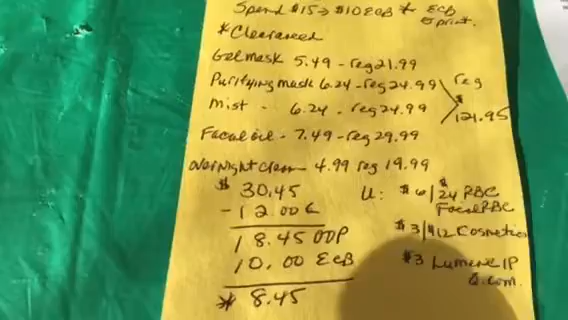 Spend $15 → $10 ECB * ECB
$print.
*Clearanced
Gel mask 5.49 - reg 21.99
Purifying mask 6.24 - reg 24.99 reg
mist - 6.24 - reg 24.99 $121.95
Facial oil - 7.49 - reg 29.99
overnight cream 4.99 reg 19.99
$30.45 U: $6/$24 RBC
- 12.00 C Facial RBC
18.45 OOP $3/$12 Cosmetics
10.00 ECB $3 Lumene IP
* 8.45 .com